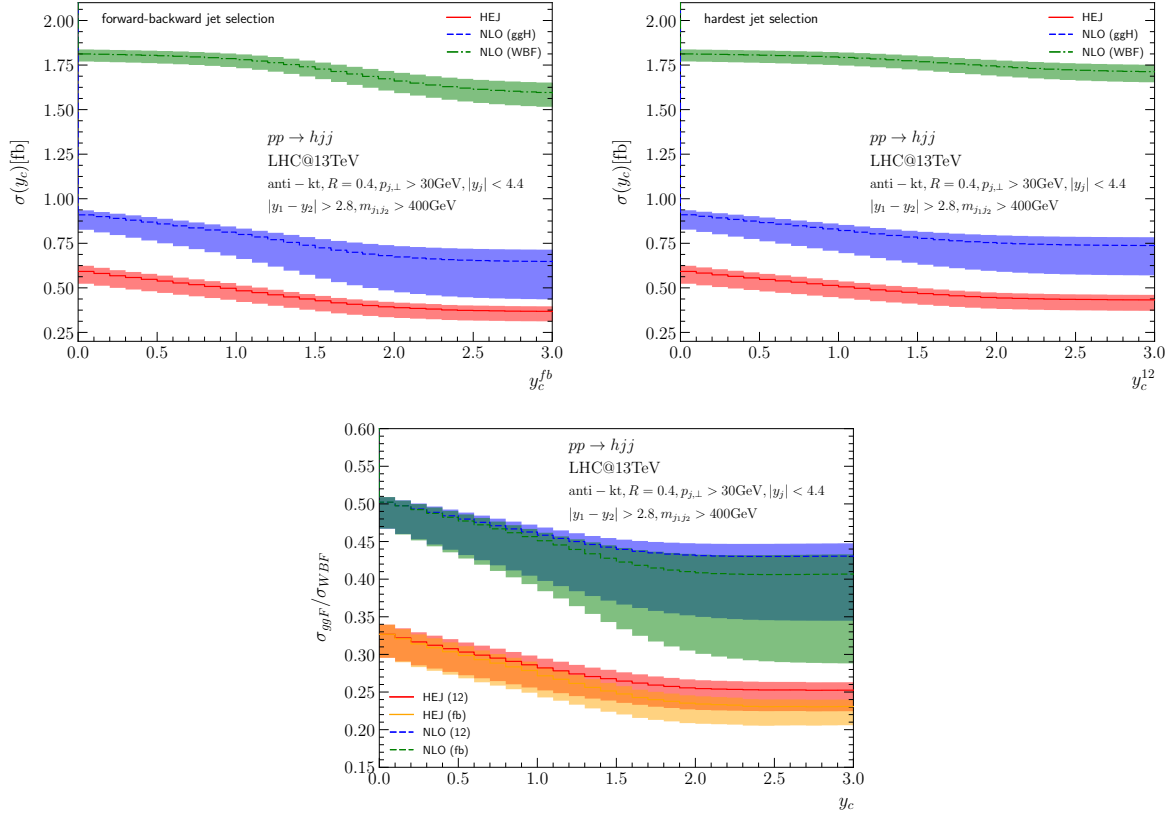 forward-backward jet selection
HEJ
NLO (ggH)
NLO (WBF)
pp → hjj
LHC@13TeV
anti − kt, R = 0.4, p_{j,⊥} > 30GeV, |y_j| < 4.4
|y_1 − y_2| > 2.8, m_{j_1j_2} > 400GeV
σ(y_c)[fb]
2.00
1.75
1.50
1.25
1.00
0.75
0.50
0.25
0.0 0.5 1.0 1.5 2.0 2.5 3.0
y_c^{fb}
hardest jet selection
HEJ
NLO (ggH)
NLO (WBF)
pp → hjj
LHC@13TeV
anti − kt, R = 0.4, p_{j,⊥} > 30GeV, |y_j| < 4.4
|y_1 − y_2| > 2.8, m_{j_1j_2} > 400GeV
σ(y_c)[fb]
2.00
1.75
1.50
1.25
1.00
0.75
0.50
0.25
0.0 0.5 1.0 1.5 2.0 2.5 3.0
y_c^{12}
pp → hjj
LHC@13TeV
anti − kt, R = 0.4, p_{j,⊥} > 30GeV, |y_j| < 4.4
|y_1 − y_2| > 2.8, m_{j_1j_2} > 400GeV
σ_{ggF}/σ_{WBF}
0.60
0.55
0.50
0.45
0.40
0.35
0.30
0.25
0.20
0.15
HEJ (12)
HEJ (fb)
NLO (12)
NLO (fb)
0.0 0.5 1.0 1.5 2.0 2.5 3.0
y_c